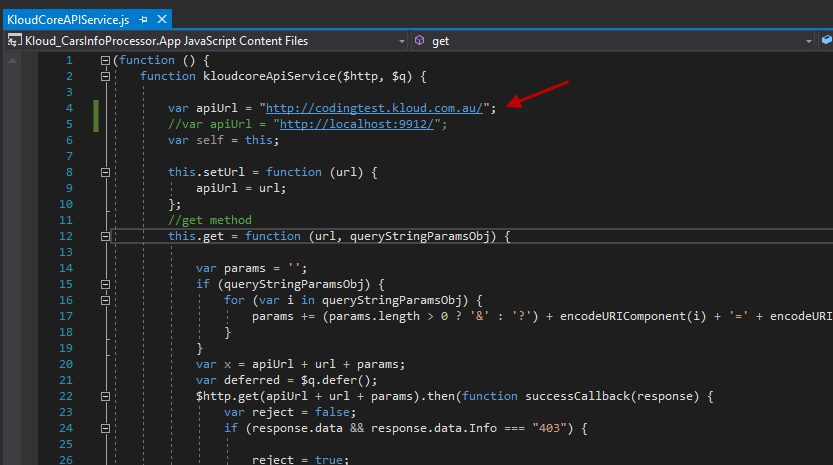 KloudCoreAPIService.js
Kloud_CarsInfoProcessor.App JavaScript Content Files get
1 (function () {
2 function kloudcoreApiService($http, $q) {
3
4 var apiUrl = "http://codingtest.kloud.com.au/";
5 //var apiUrl = "http://localhost:9912/";
6 var self = this;
7
8 this.setUrl = function (url) {
9 apiUrl = url;
10 };
11 //get method
12 this.get = function (url, queryStringParamsObj) {
13
14 var params = '';
15 if (queryStringParamsObj) {
16 for (var i in queryStringParamsObj) {
17 params += (params.length > 0 ? '&' : '?') + encodeURIComponent(i) + '=' + encodeURI
18 }
19 }
20 var x = apiUrl + url + params;
21 var deferred = $q.defer();
22 $http.get(apiUrl + url + params).then(function successCallback(response) {
23 var reject = false;
24 if (response.data && response.data.Info === "403") {
25
26 reject = true;